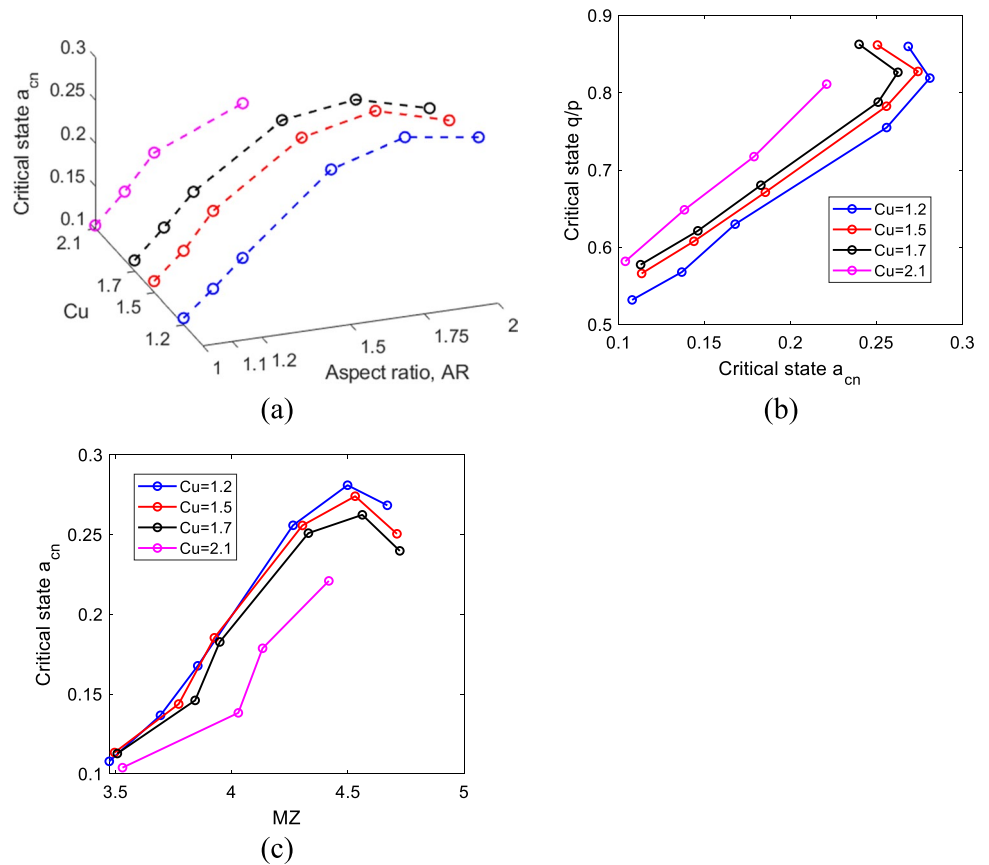 (a)
0.3
0.25
0.2
0.15
0.1
Critical state a_cn
2.1
1.7
1.5
1.2
Cu
1
1.1
1.2
1.5
1.75
2
Aspect ratio, AR
(b)
0.9
0.8
0.7
0.6
0.5
Critical state q/p
Cu=1.2
Cu=1.5
Cu=1.7
Cu=2.1
0.1
0.15
0.2
0.25
0.3
Critical state a_cn
(a)
(b)
0.3
0.25
0.2
0.15
0.1
Critical state a_cn
Cu=1.2
Cu=1.5
Cu=1.7
Cu=2.1
3.5
4
4.5
5
MZ
(c)